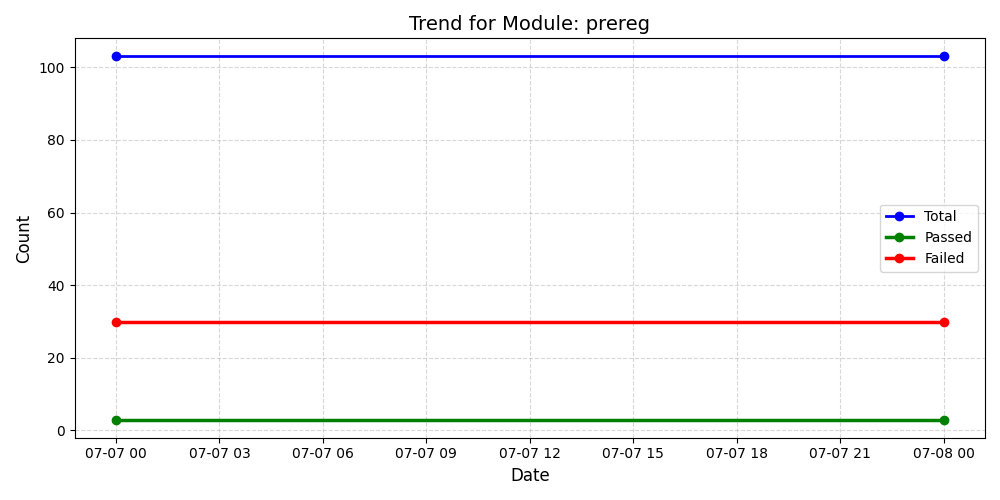 Trend for Module: prereg
Count
100
80
60
40
20
0
Total
Passed
Failed
07-07 00 07-07 03 07-07 06 07-07 09 07-07 12 07-07 15 07-07 18 07-07 21 07-08 00
Date